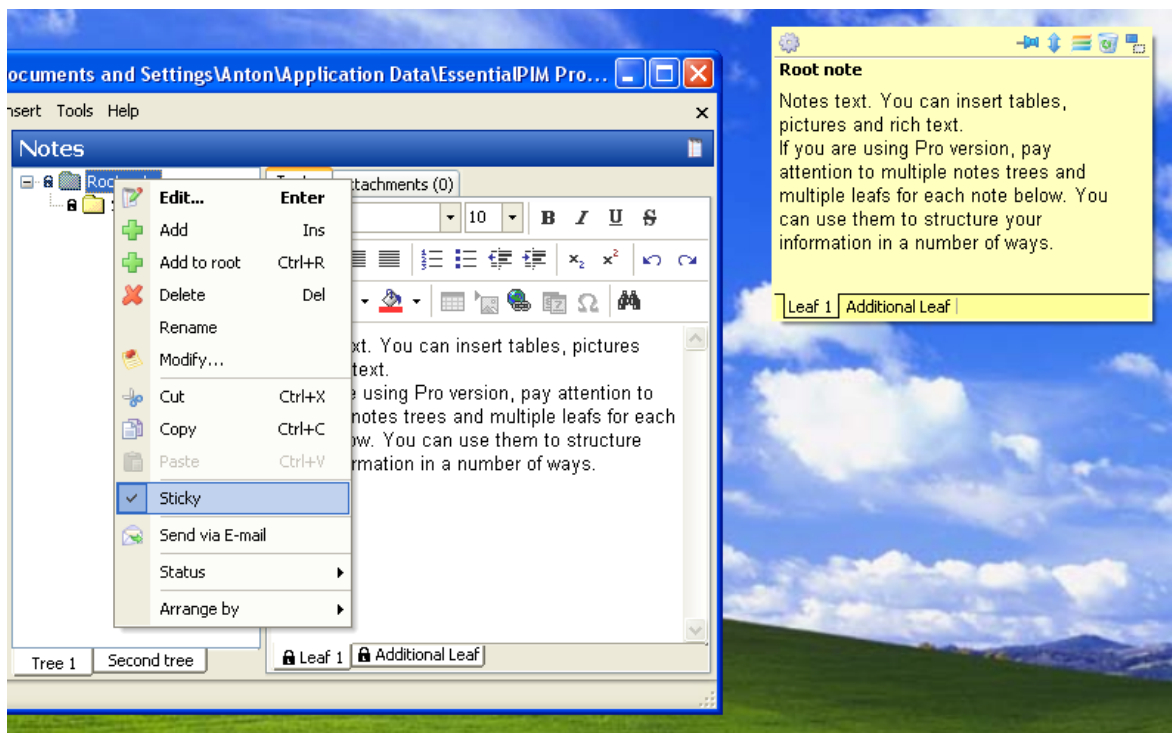 ocuments and Settings\Anton\Application Data\EssentialPIM Pro...
nsert Tools Help
Notes
Attachments (0)
10 B I U S
Edit... Enter
Add Ins
Add to root Ctrl+R
Delete Del
Rename
Modify...
Cut Ctrl+X
Copy Ctrl+C
Paste Ctrl+V
Sticky
Send via E-mail
Status
Arrange by
xt. You can insert tables, pictures
text.
using Pro version, pay attention to
notes trees and multiple leafs for each
ow. You can use them to structure
rmation in a number of ways.
Tree 1 Second tree
Leaf 1 Additional Leaf
Root note
Notes text. You can insert tables,
pictures and rich text.
If you are using Pro version, pay
attention to multiple notes trees and
multiple leafs for each note below. You
can use them to structure your
information in a number of ways.
Leaf 1 Additional Leaf